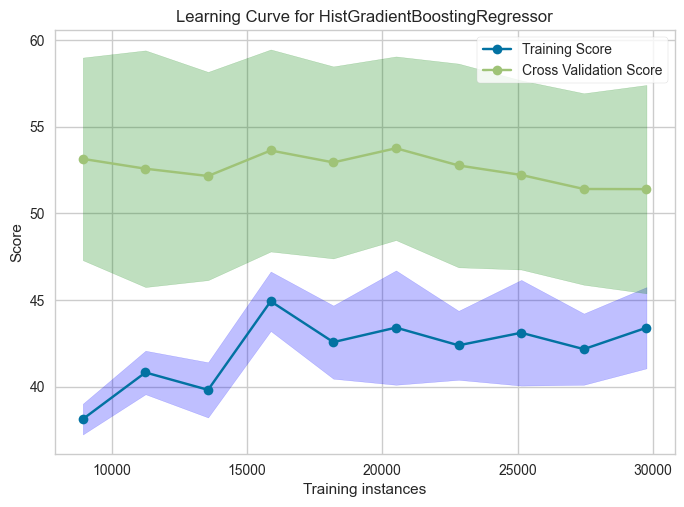 Learning Curve for HistGradientBoostingRegressor
Training Score
Cross Validation Score
60
55
50
45
40
Score
10000 15000 20000 25000 30000
Training instances